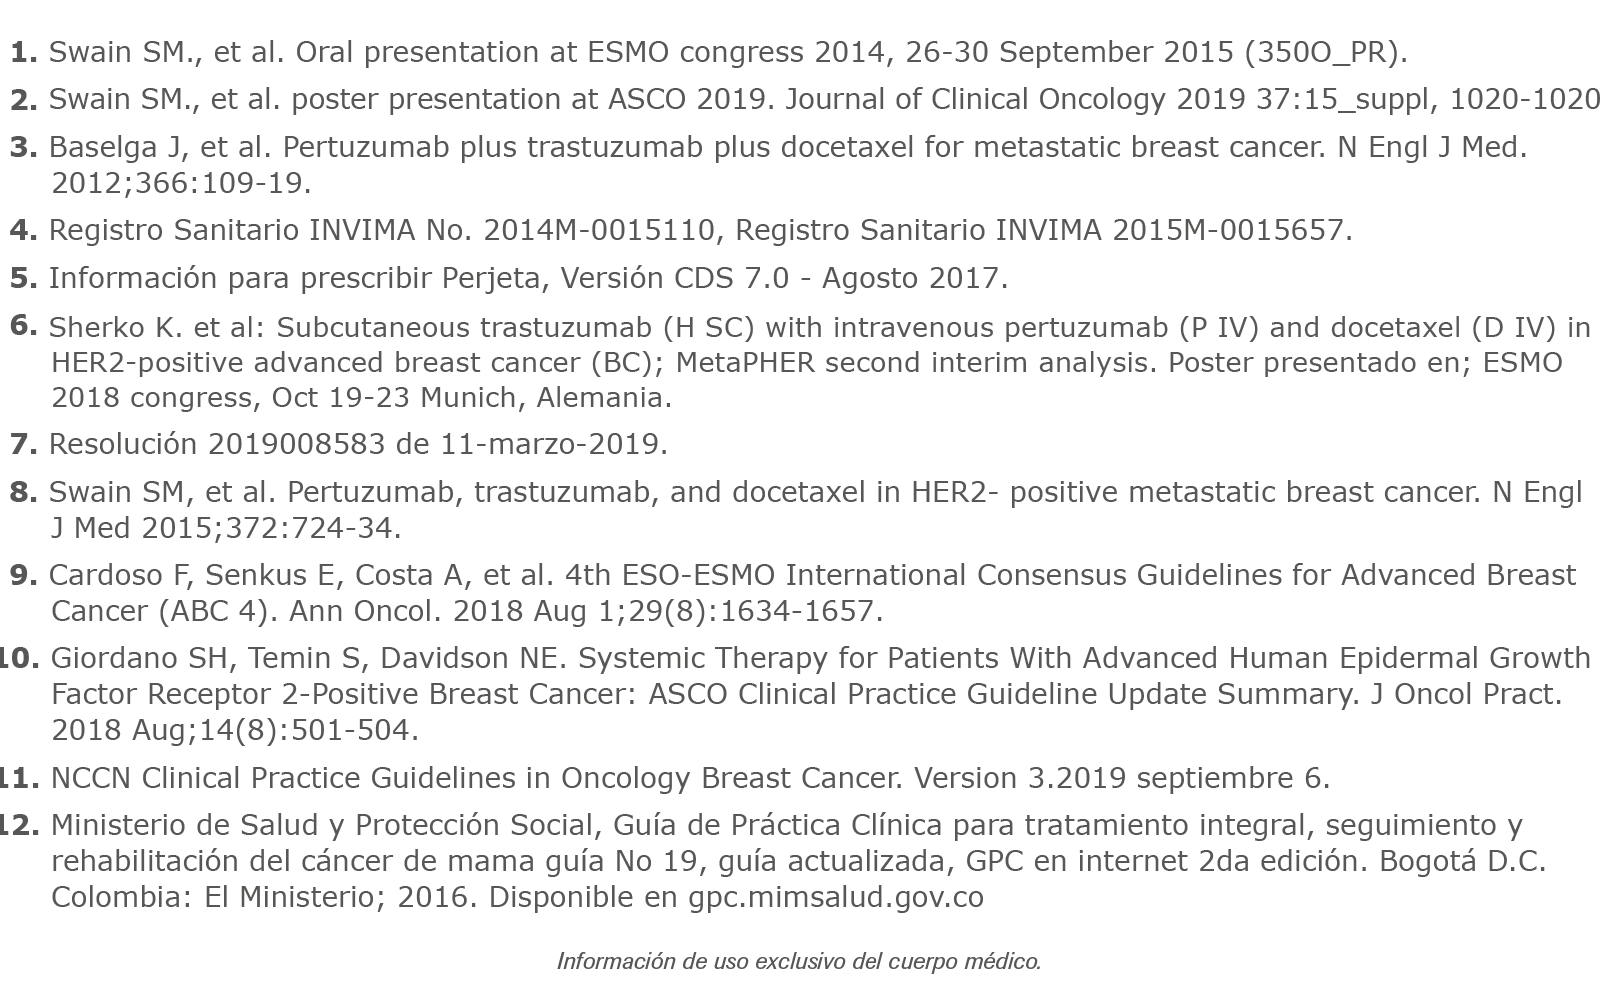 1. Swain SM., et al. Oral presentation at ESMO congress 2014, 26-30 September 2015 (350O_PR).
2. Swain SM., et al. poster presentation at ASCO 2019. Journal of Clinical Oncology 2019 37:15_suppl, 1020-1020
3. Baselga J, et al. Pertuzumab plus trastuzumab plus docetaxel for metastatic breast cancer. N Engl J Med.
2012;366:109-19.
4. Registro Sanitario INVIMA No. 2014M-0015110, Registro Sanitario INVIMA 2015M-0015657.
5. Información para prescribir Perjeta, Versión CDS 7.0 - Agosto 2017.
6. Sherko K. et al: Subcutaneous trastuzumab (H SC) with intravenous pertuzumab (P IV) and docetaxel (D IV) in
HER2-positive advanced breast cancer (BC); MetaPHER second interim analysis. Poster presentado en; ESMO
2018 congress, Oct 19-23 Munich, Alemania.
7. Resolución 2019008583 de 11-marzo-2019.
8. Swain SM, et al. Pertuzumab, trastuzumab, and docetaxel in HER2- positive metastatic breast cancer. N Engl
J Med 2015;372:724-34.
9. Cardoso F, Senkus E, Costa A, et al. 4th ESO-ESMO International Consensus Guidelines for Advanced Breast
Cancer (ABC 4). Ann Oncol. 2018 Aug 1;29(8):1634-1657.
10. Giordano SH, Temin S, Davidson NE. Systemic Therapy for Patients With Advanced Human Epidermal Growth
Factor Receptor 2-Positive Breast Cancer: ASCO Clinical Practice Guideline Update Summary. J Oncol Pract.
2018 Aug;14(8):501-504.
11. NCCN Clinical Practice Guidelines in Oncology Breast Cancer. Version 3.2019 septiembre 6.
12. Ministerio de Salud y Protección Social, Guía de Práctica Clínica para tratamiento integral, seguimiento y
rehabilitación del cáncer de mama guía No 19, guía actualizada, GPC en internet 2da edición. Bogotá D.C.
Colombia: El Ministerio; 2016. Disponible en gpc.mimsalud.gov.co
Información de uso exclusivo del cuerpo médico.